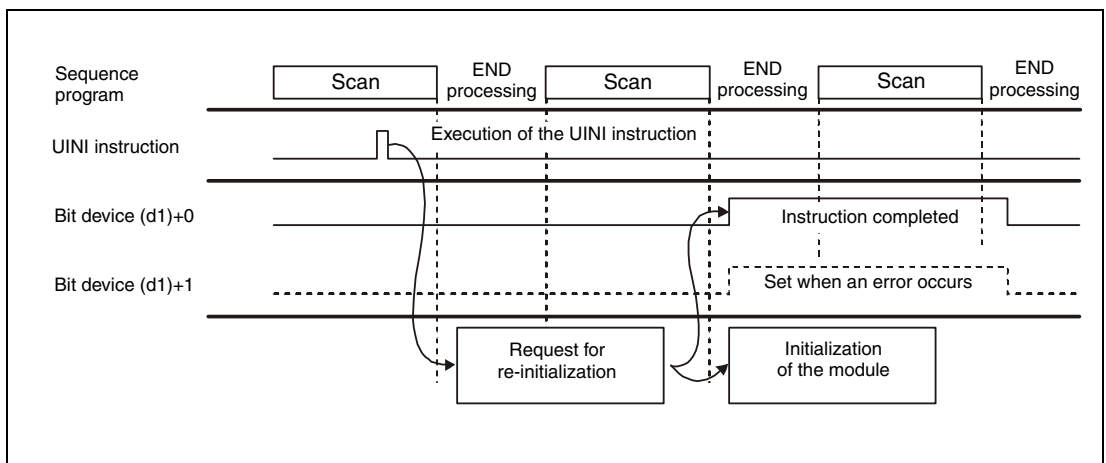 Sequence
program
Scan
END
processing
Scan
END
processing
Scan
END
processing
UINI instruction
Execution of the UINI instruction
Bit device (d1)+0
Instruction completed
Bit device (d1)+1
Set when an error occurs
Request for
re-initialization
Initialization
of the module